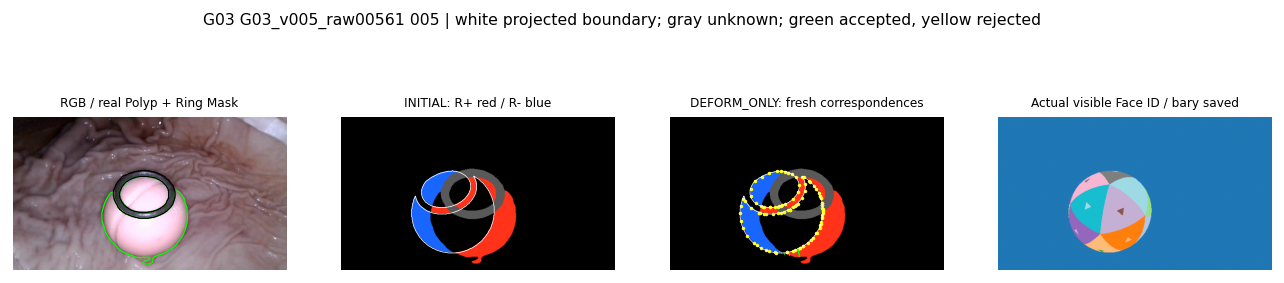 G03 G03_v005_raw00561 005 | white projected boundary; gray unknown; green accepted, yellow rejected
RGB / real Polyp + Ring Mask
INITIAL: R+ red / R- blue
DEFORM_ONLY: fresh correspondences
Actual visible Face ID / bary saved